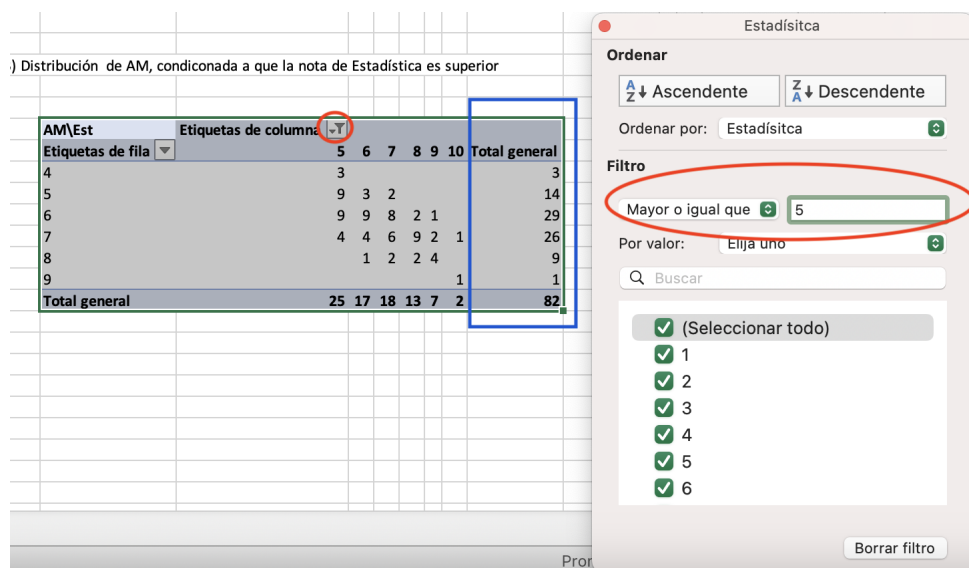 ) Distribución de AM, condiconada a que la nota de Estadística es superior
AM\Est Etiquetas de columna
Etiquetas de fila 5 6 7 8 9 10 Total general
4 3 3
5 9 3 2 14
6 9 9 8 2 1 29
7 4 4 6 9 2 1 26
8 1 2 2 4 9
9 1 1
Total general 25 17 18 13 7 2 82
Estadísitca
Ordenar
A Z Ascendente Z A Descendente
Ordenar por: Estadísitca
Filtro
Mayor o igual que 5
Por valor: Elija uno
Buscar
(Seleccionar todo)
1
2
3
4
5
6
Borrar filtro
Pror